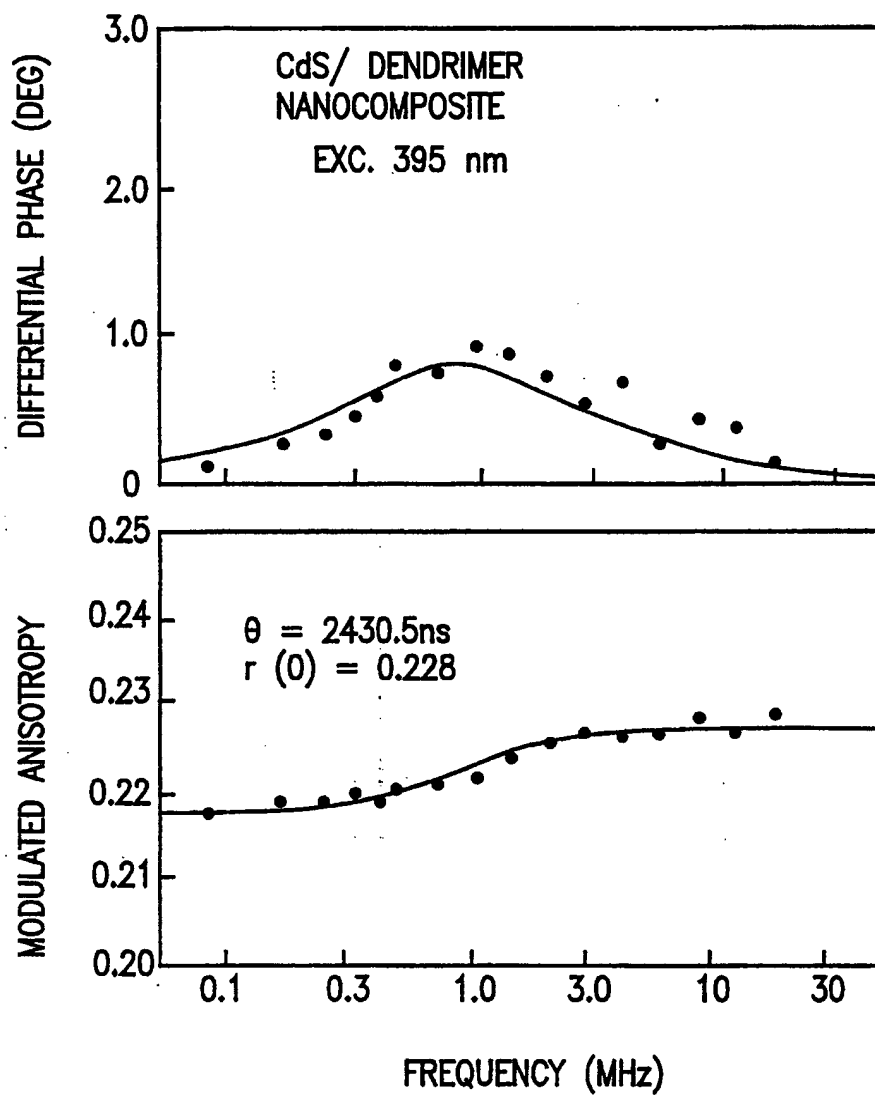 3.0
CdS/ DENDRIMER
NANOCOMPOSITE
EXC. 395 nm
2.0
1.0
0
DIFFERENTIAL PHASE (DEG)
0.25
0.24
θ = 2430.5ns
r (0) = 0.228
0.23
0.22
0.21
0.20
MODULATED ANISOTROPY
0.1 0.3 1.0 3.0 10 30
FREQUENCY (MHz)